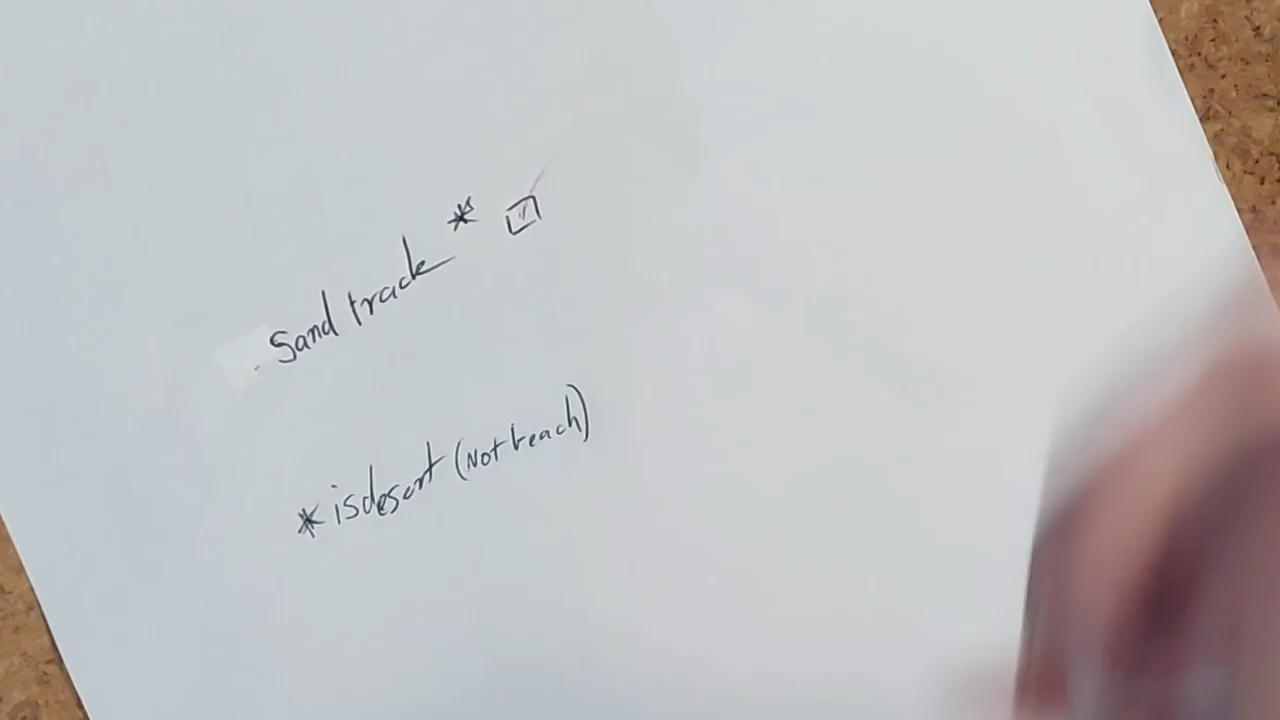 . Sand track * ☑
* is desert (Not beach)